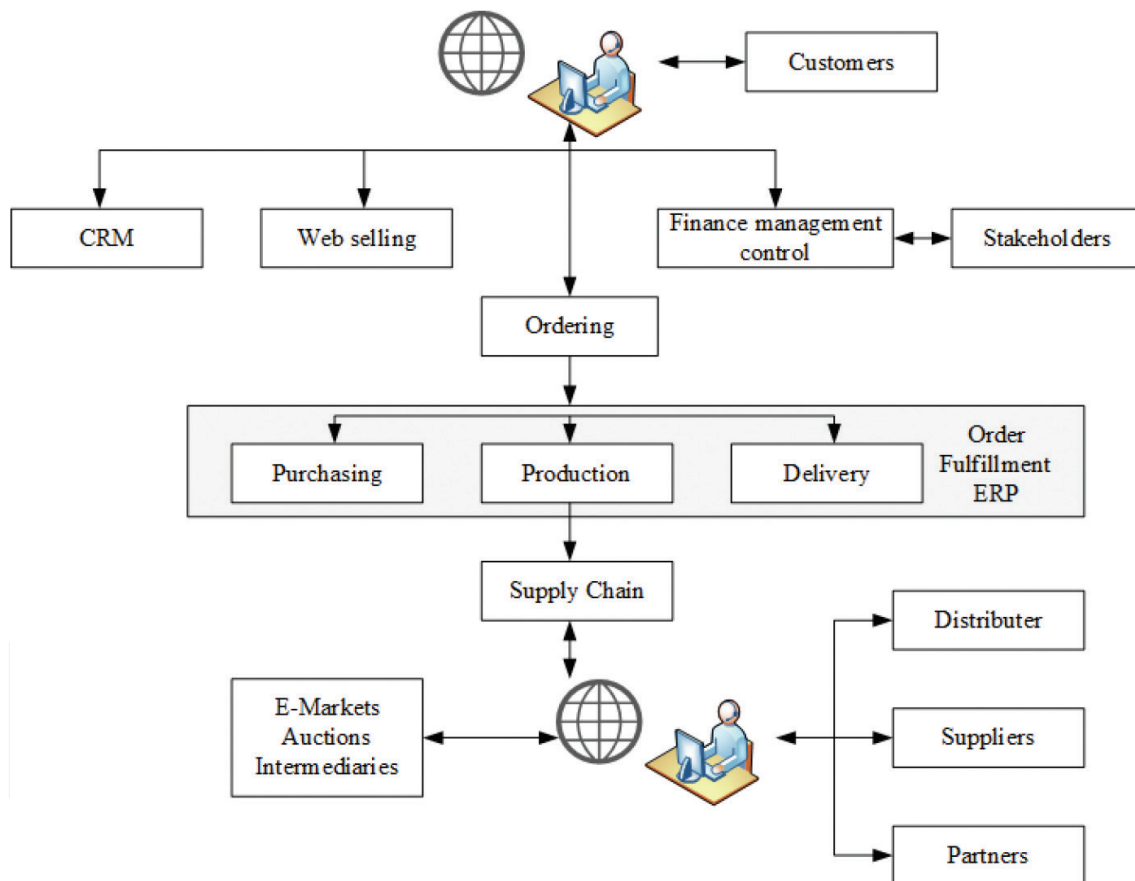 Customers
CRM
Web selling
Finance management
control
Stakeholders
Ordering
Purchasing
Production
Delivery
Order
Fulfillment
ERP
Supply Chain
Distributer
E-Markets
Auctions
Intermediaries
Suppliers
Partners